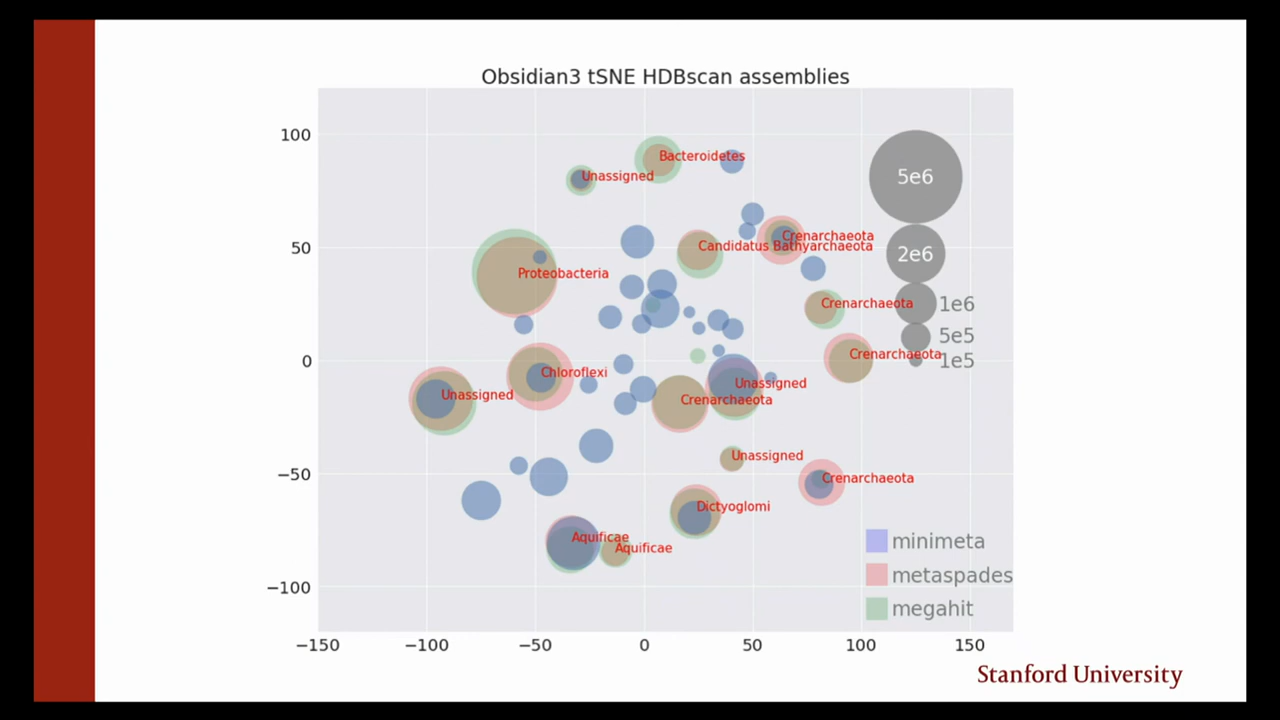 Obsidian3 tSNE HDBscan assemblies
100
50
0
−50
−100
Bacteroidetes
Unassigned
Crenarchaeota
Candidatus Bathyarchaeota
Proteobacteria
Crenarchaeota
Crenarchaeota
Chloroflexi
Unassigned
Unassigned
Crenarchaeota
Unassigned
Crenarchaeota
Dictyoglomi
Aquificae
Aquificae
5e6
2e6
1e6
5e5
1e5
minimeta
metaspades
megahit
−150
−100
−50
0
50
100
150
Stanford University